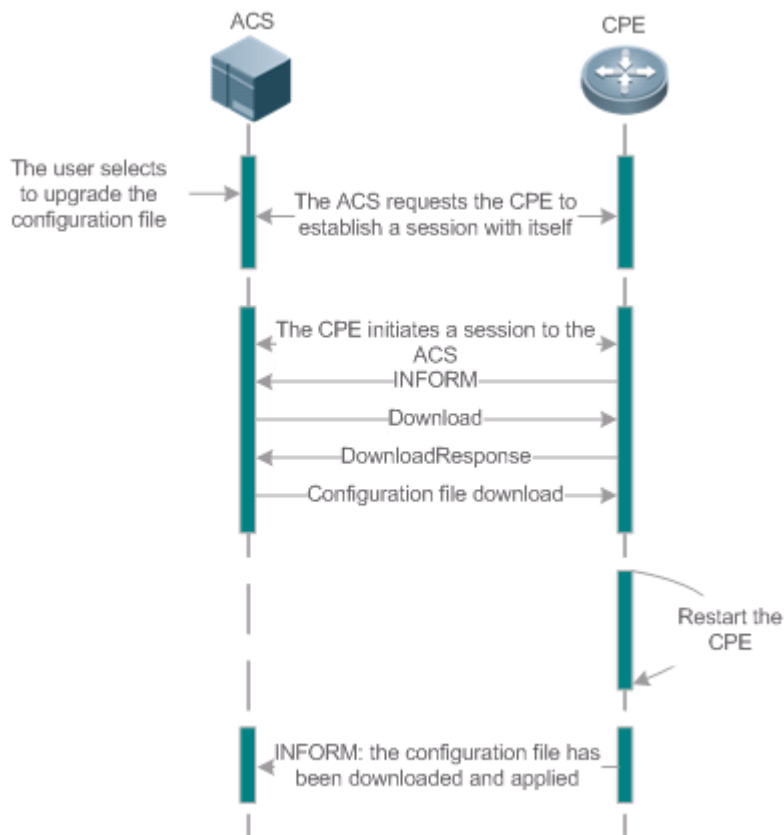 ACS
CPE
The user selects
to upgrade the
configuration file
The ACS requests the CPE to
establish a session with itself
The CPE initiates a session to the
ACS
INFORM
Download
DownloadResponse
Configuration file download
Restart the
CPE
INFORM: the configuration file has
been downloaded and applied